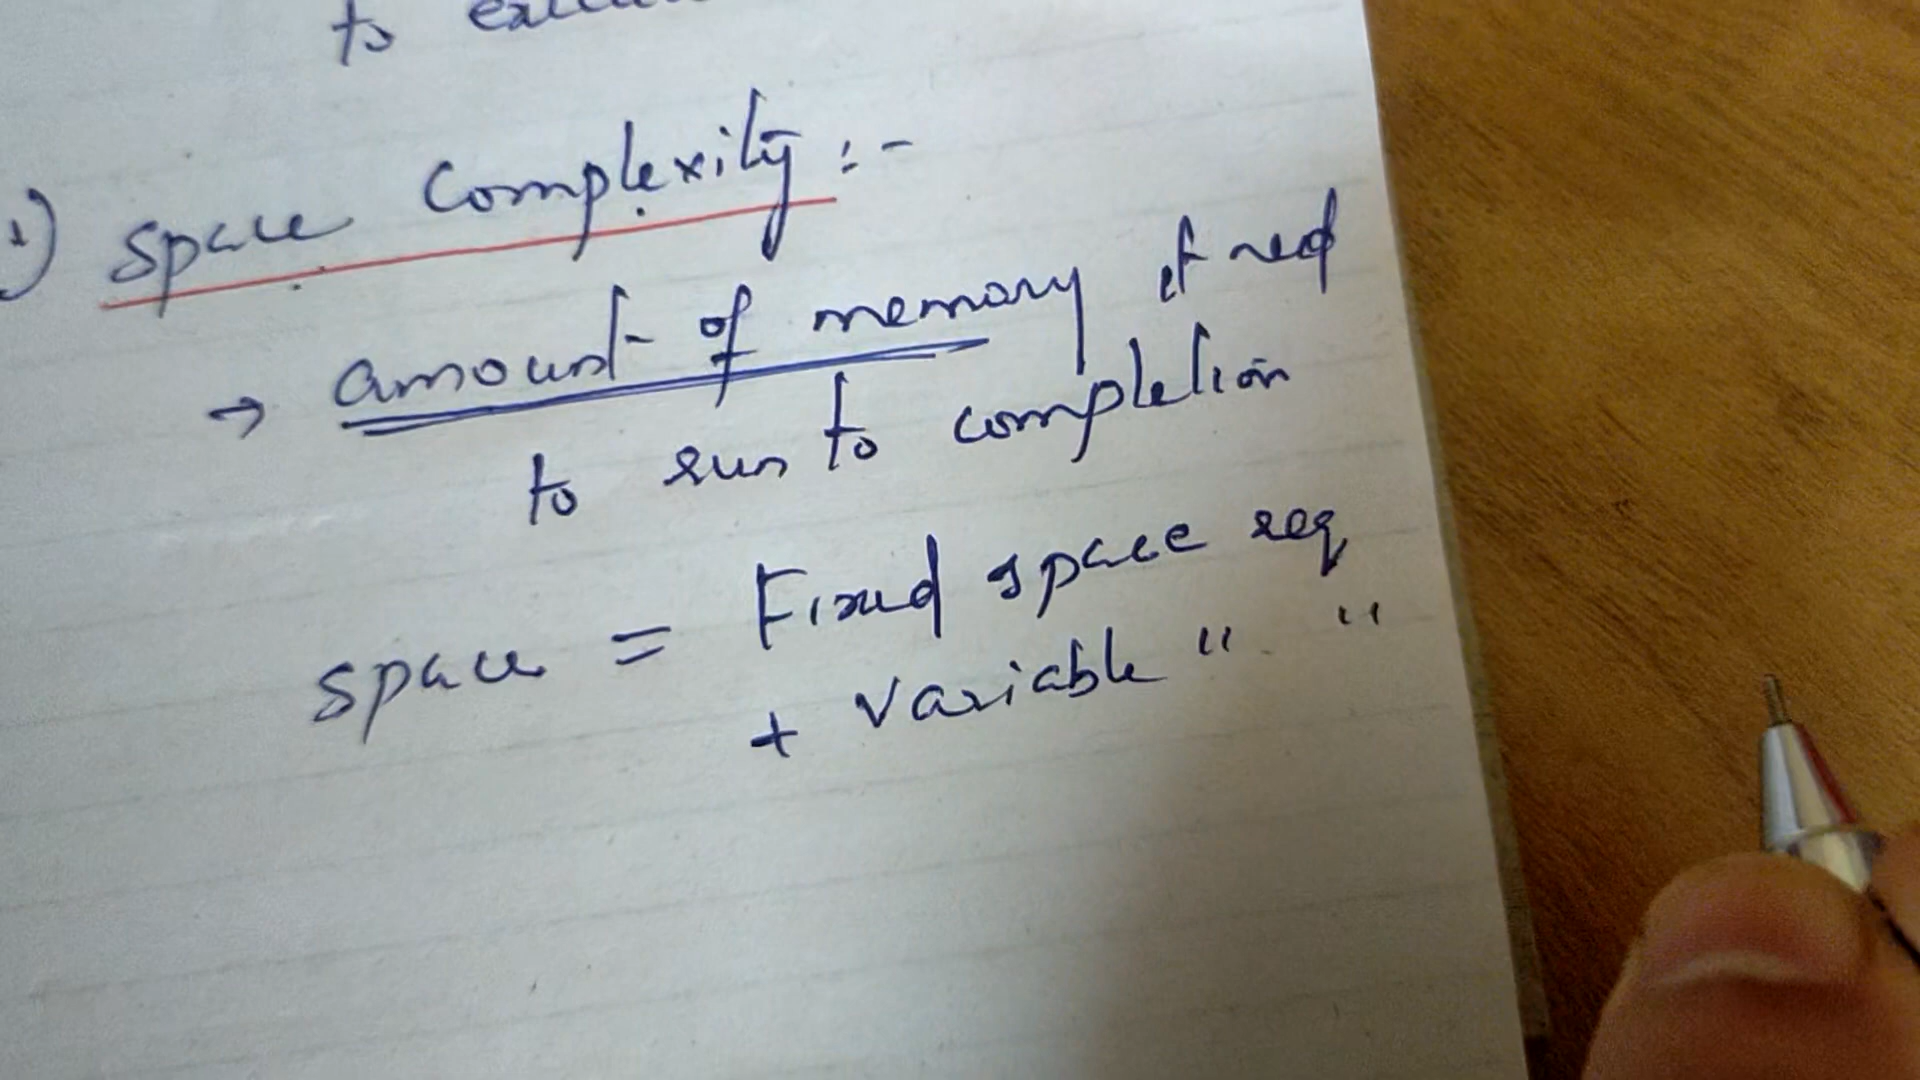 to
1) space complexity :-
→ amount of memory it req
to run to completion
space = Fixed space req
+ variable " "